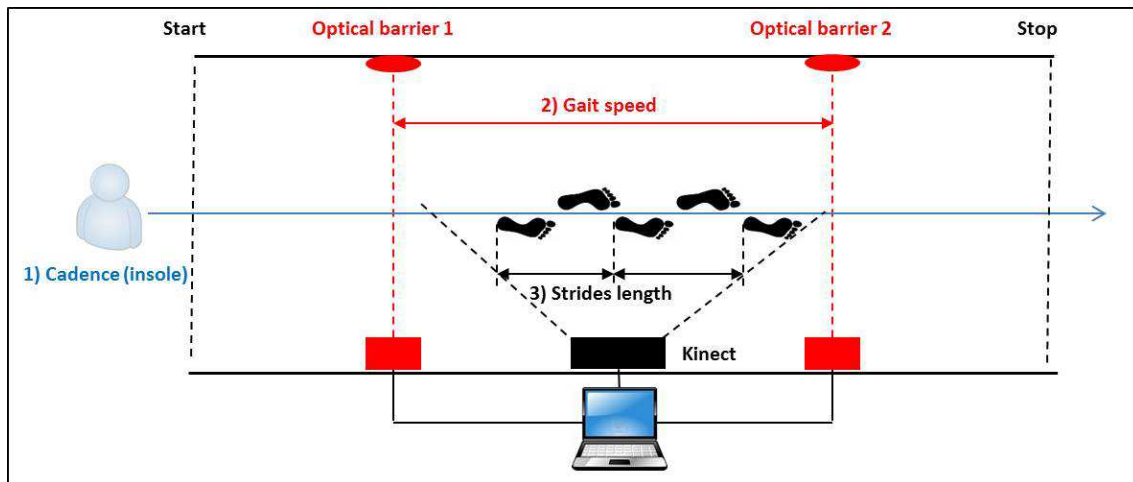 Start
Optical barrier 1
Optical barrier 2
Stop
2) Gait speed
1) Cadence (insole)
3) Strides length
Kinect